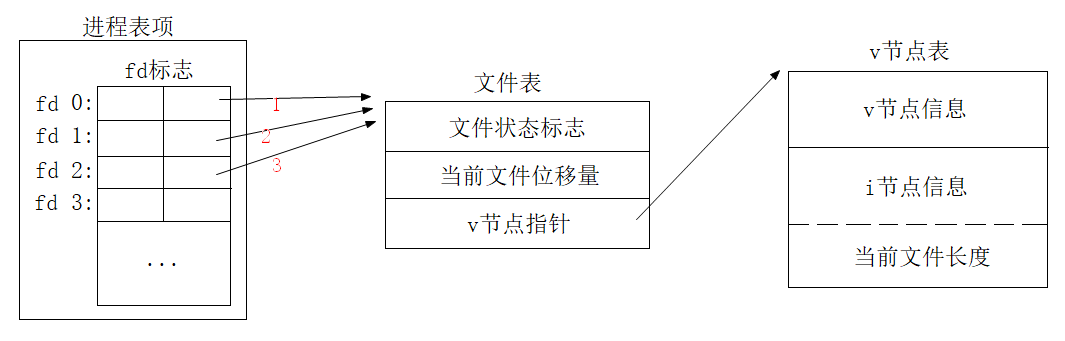 进程表项
fd标志
fd 0:
1
fd 1:
2
fd 2:
3
fd 3:
...
文件表
文件状态标志
当前文件位移量
v节点指针
v节点表
v节点信息
i节点信息
当前文件长度